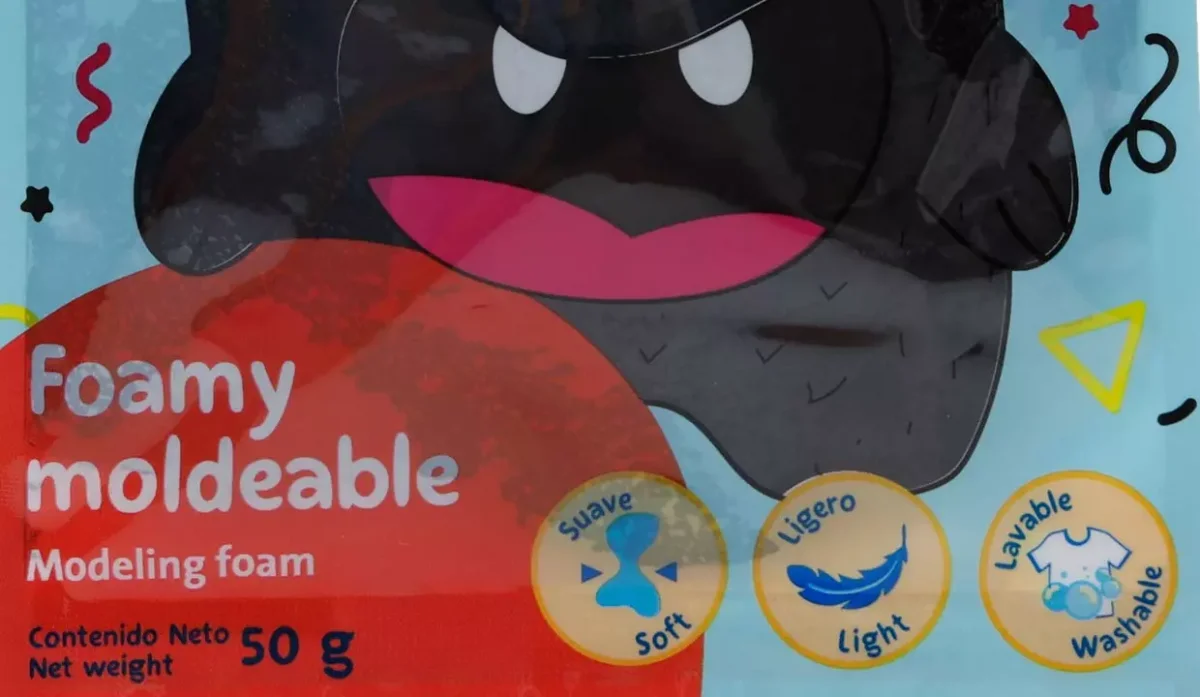 Foamy
moldeable
Modeling foam
Contenido Neto 50 g
Net weight
Suave
Soft
Ligero
Light
Lavable
Washable